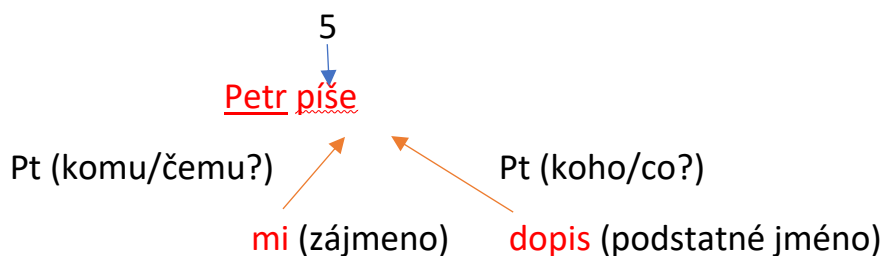 5
Petr píše
Pt (komu/čemu?) Pt (koho/co?)
mi (zájmeno) dopis (podstatné jméno)